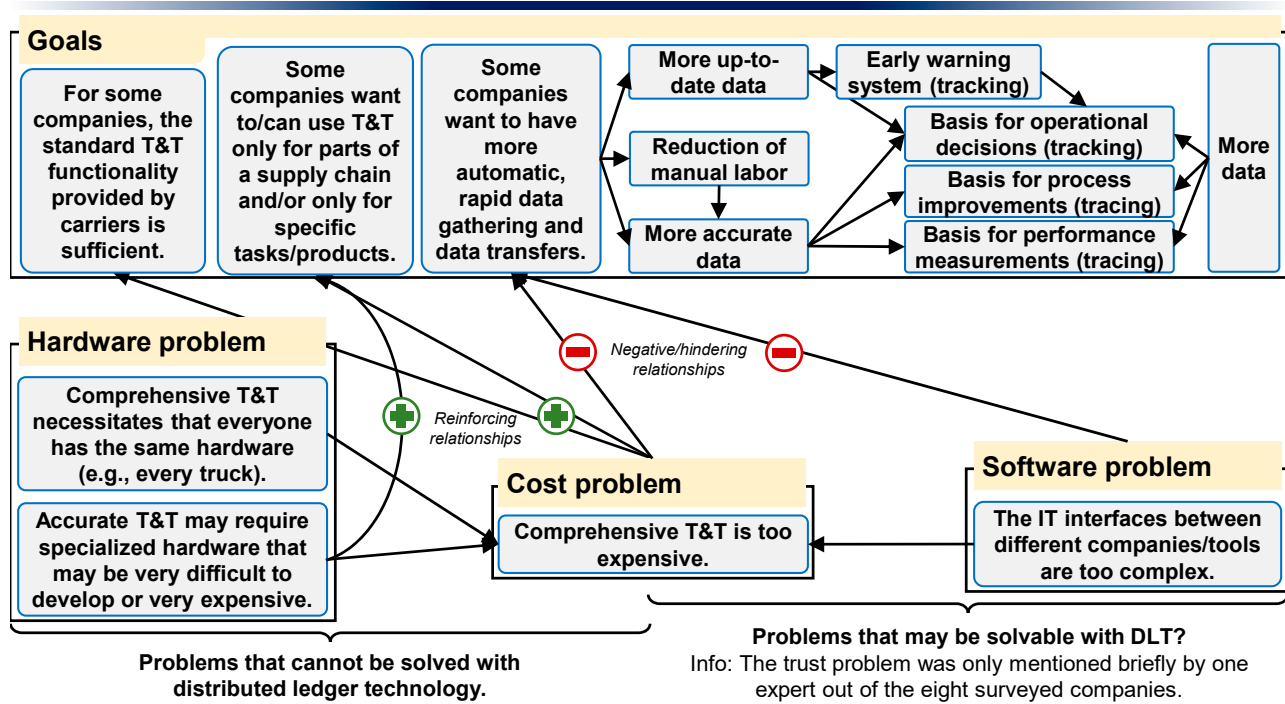 Goals
For some
companies, the
standard T&T
functionality
provided by
carriers is
sufficient.
Some
companies want
to/can use T&T
only for parts of
a supply chain
and/or only for
specific
tasks/products.
Some
companies
want to have
more
automatic,
rapid data
gathering and
data transfers.
More up-to-
date data
Reduction of
manual labor
More accurate
data
Early warning
system (tracking)
Basis for operational
decisions (tracking)
Basis for process
improvements (tracing)
Basis for performance
measurements (tracing)
More
data
Hardware problem
Comprehensive T&T
necessitates that everyone
has the same hardware
(e.g., every truck).
Accurate T&T may require
specialized hardware that
may be very difficult to
develop or very expensive.
Reinforcing
relationships
Negative/hindering
relationships
Cost problem
Comprehensive T&T is too
expensive.
Software problem
The IT interfaces between
different companies/tools
are too complex.
Problems that cannot be solved with
distributed ledger technology.
Problems that may be solvable with DLT?
Info: The trust problem was only mentioned briefly by one
expert out of the eight surveyed companies.